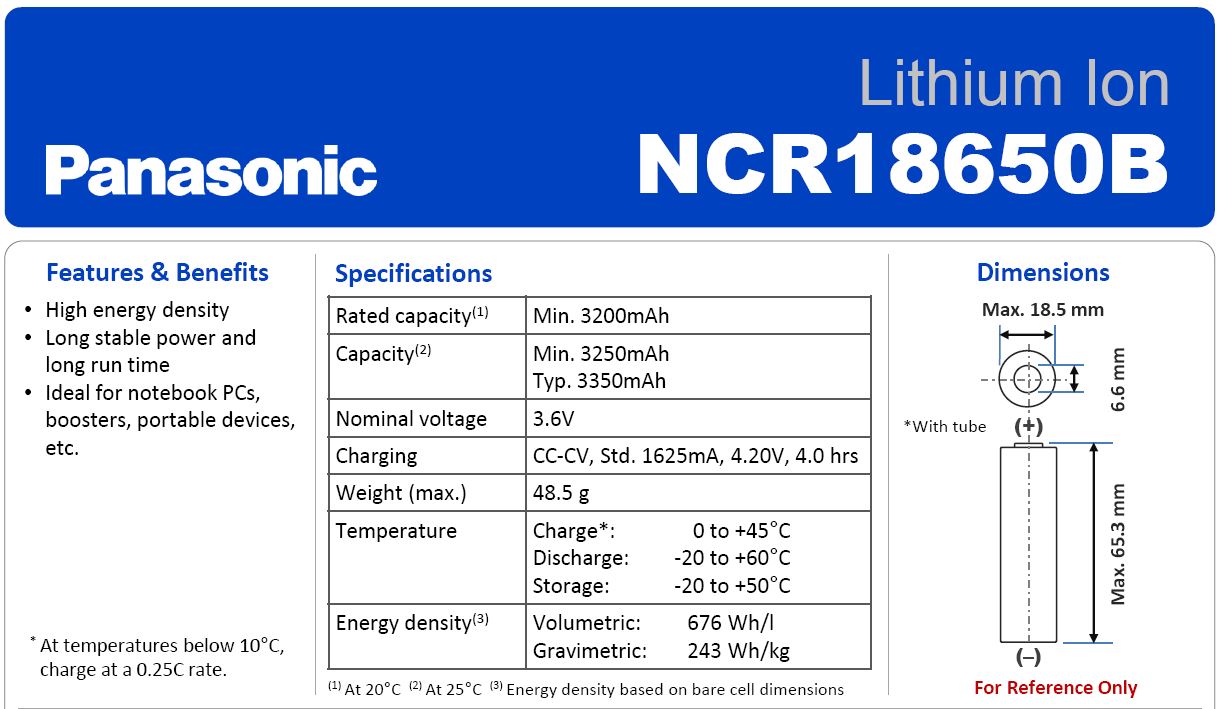 Lithium Ion
Panasonic
NCR18650B
Features & Benefits
• High energy density
• Long stable power and
long run time
• Ideal for notebook PCs,
boosters, portable devices,
etc.
* At temperatures below 10°C,
charge at a 0.25C rate.
Specifications
Rated capacity(1) Min. 3200mAh
Capacity(2) Min. 3250mAh
Typ. 3350mAh
Nominal voltage 3.6V
Charging CC-CV, Std. 1625mA, 4.20V, 4.0 hrs
Weight (max.) 48.5 g
Temperature Charge*: 0 to +45°C
Discharge: -20 to +60°C
Storage: -20 to +50°C
Energy density(3) Volumetric: 676 Wh/l
Gravimetric: 243 Wh/kg
(1) At 20°C (2) At 25°C (3) Energy density based on bare cell dimensions
Dimensions
Max. 18.5 mm
6.6 mm
*With tube
(+)
Max. 65.3 mm
(–)
For Reference Only